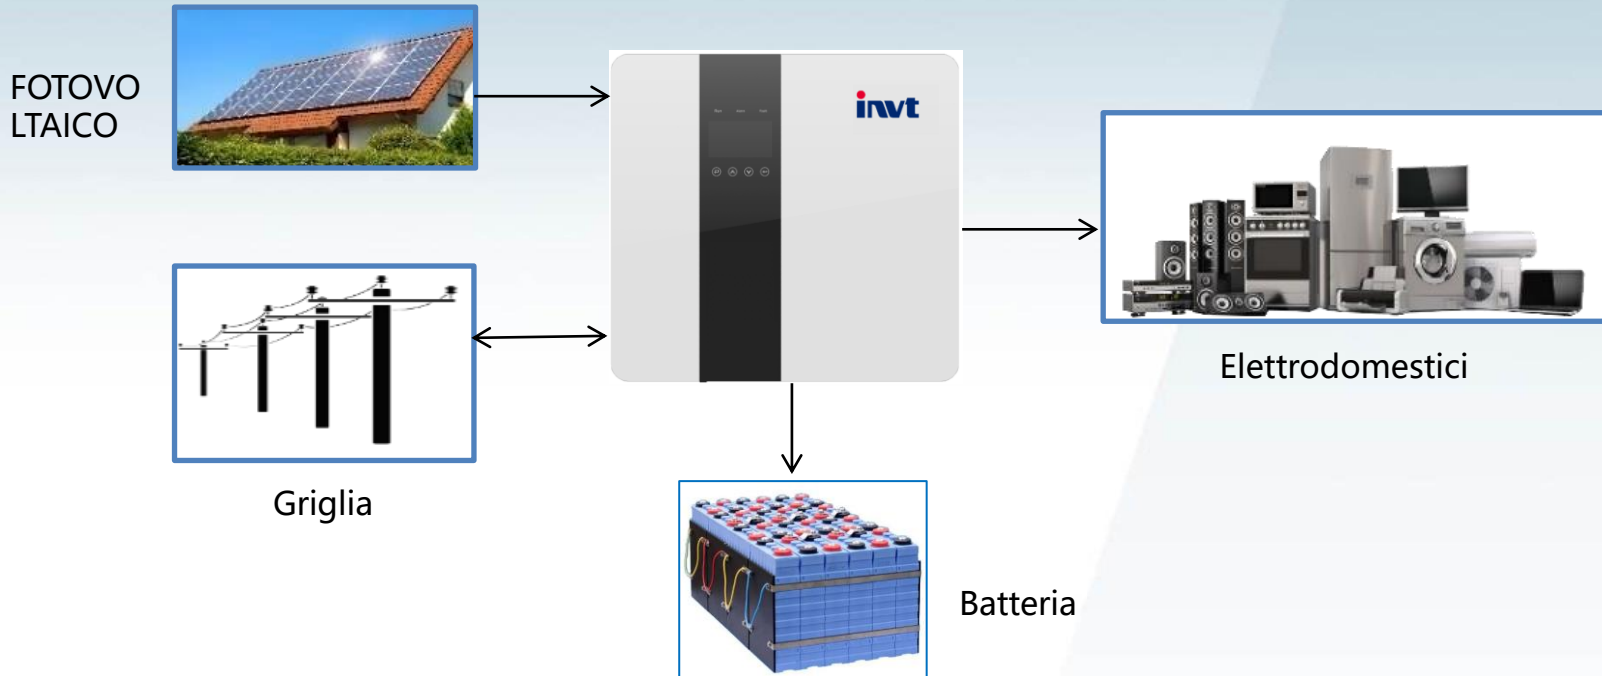 FOTOVO
LTAICO
invt
Elettrodomestici
Griglia
Batteria